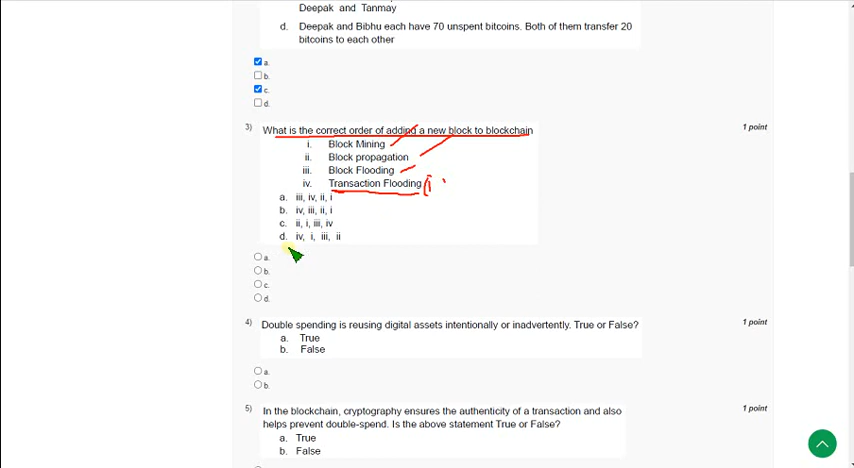 Deepak and Tanmay
d. Deepak and Bibhu each have 70 unspent bitcoins. Both of them transfer 20
bitcoins to each other
a.
b.
c.
d.
3) What is the correct order of adding a new block to blockchain 1 point
i. Block Mining
ii. Block propagation
iii. Block Flooding
iv. Transaction Flooding
a. iii, iv, ii, i
b. iv, iii, ii, i
c. ii, i, iii, iv
d. iv, i, iii, ii
a.
b.
c.
d.
4) Double spending is reusing digital assets intentionally or inadvertently. True or False? 1 point
a. True
b. False
a.
b.
5) In the blockchain, cryptography ensures the authenticity of a transaction and also 1 point
helps prevent double-spend. Is the above statement True or False?
a. True
b. False